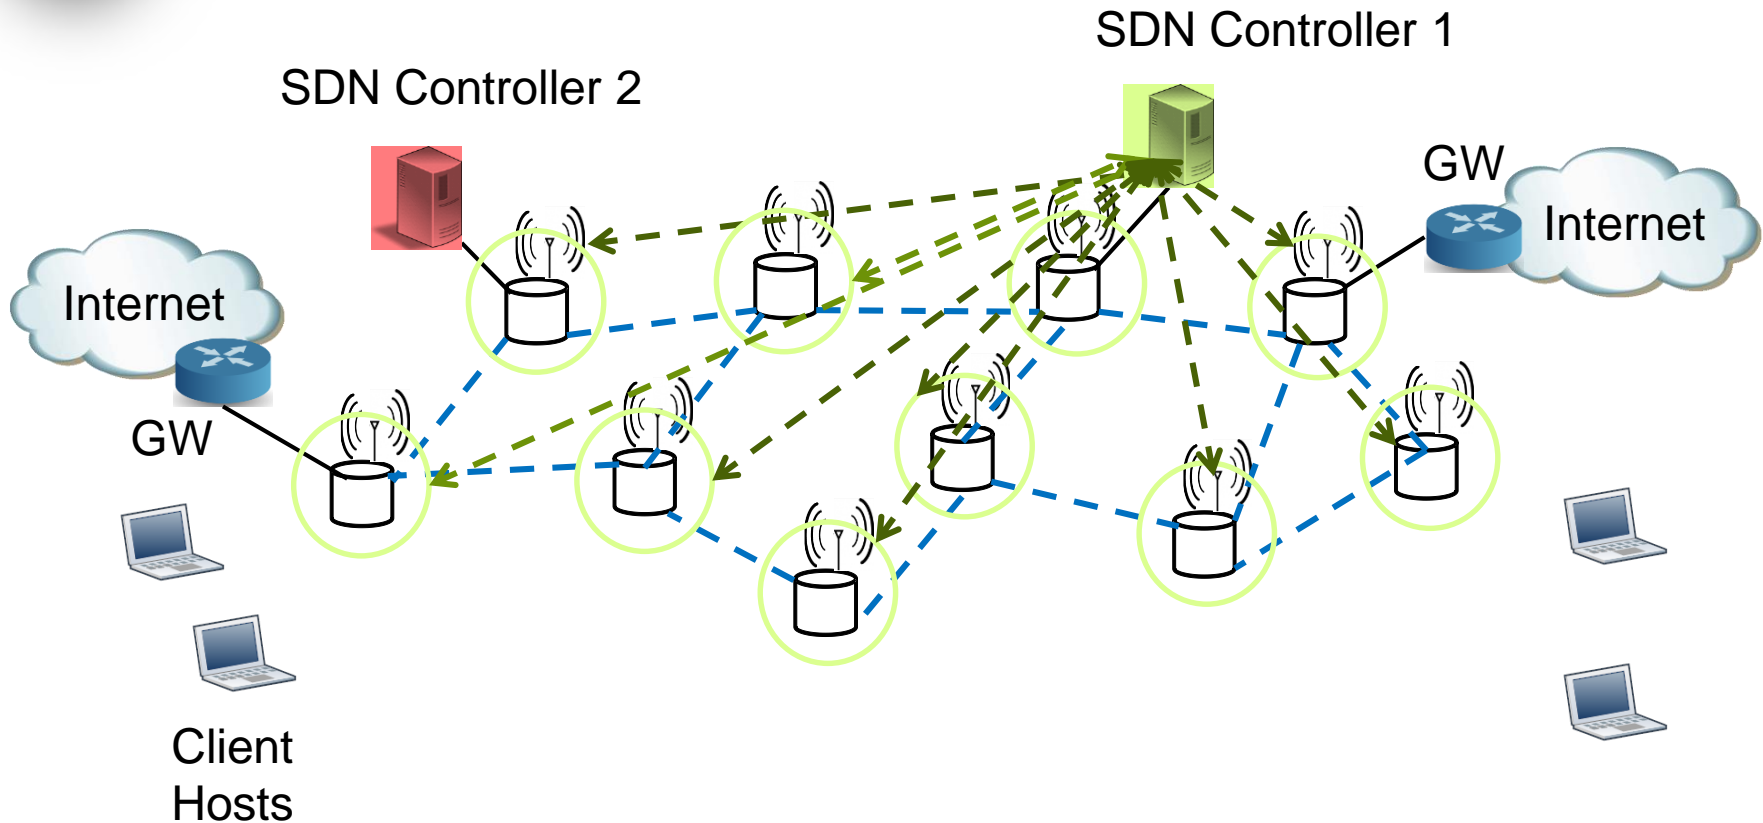 SDN Controller 1
SDN Controller 2
GW
Internet
Internet
GW
Client
Hosts